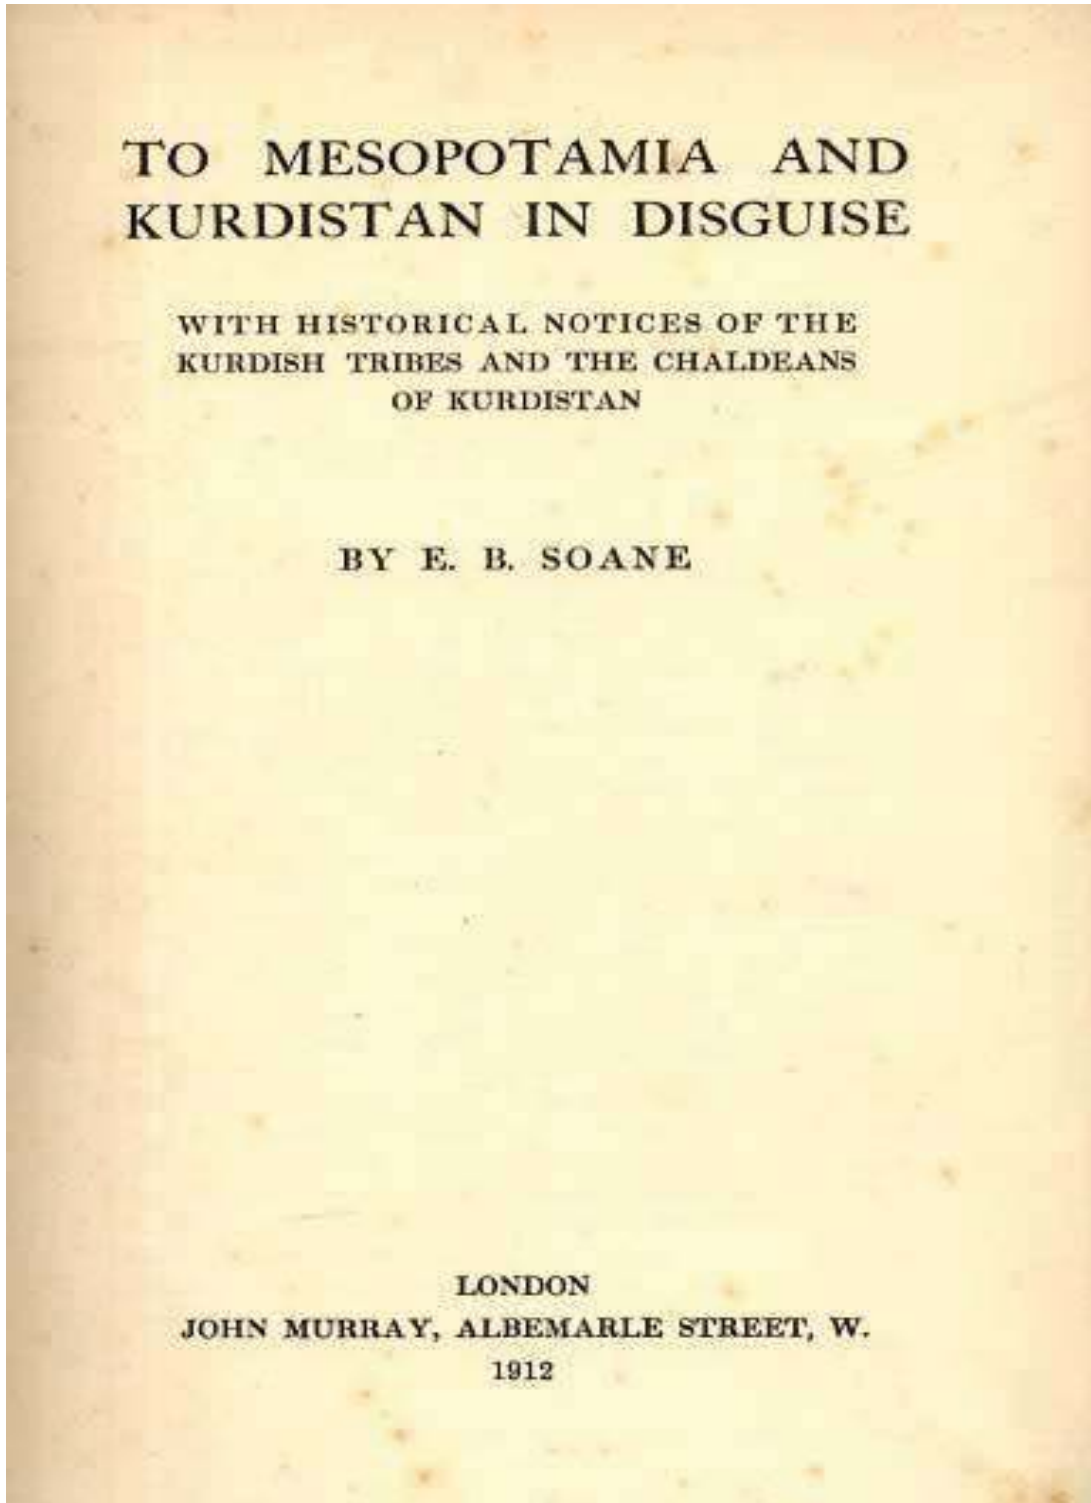 TO MESOPOTAMIA AND
KURDISTAN IN DISGUISE
WITH HISTORICAL NOTICES OF THE
KURDISH TRIBES AND THE CHALDEANS
OF KURDISTAN
BY E. B. SOANE
LONDON
JOHN MURRAY, ALBEMARLE STREET, W.
1912